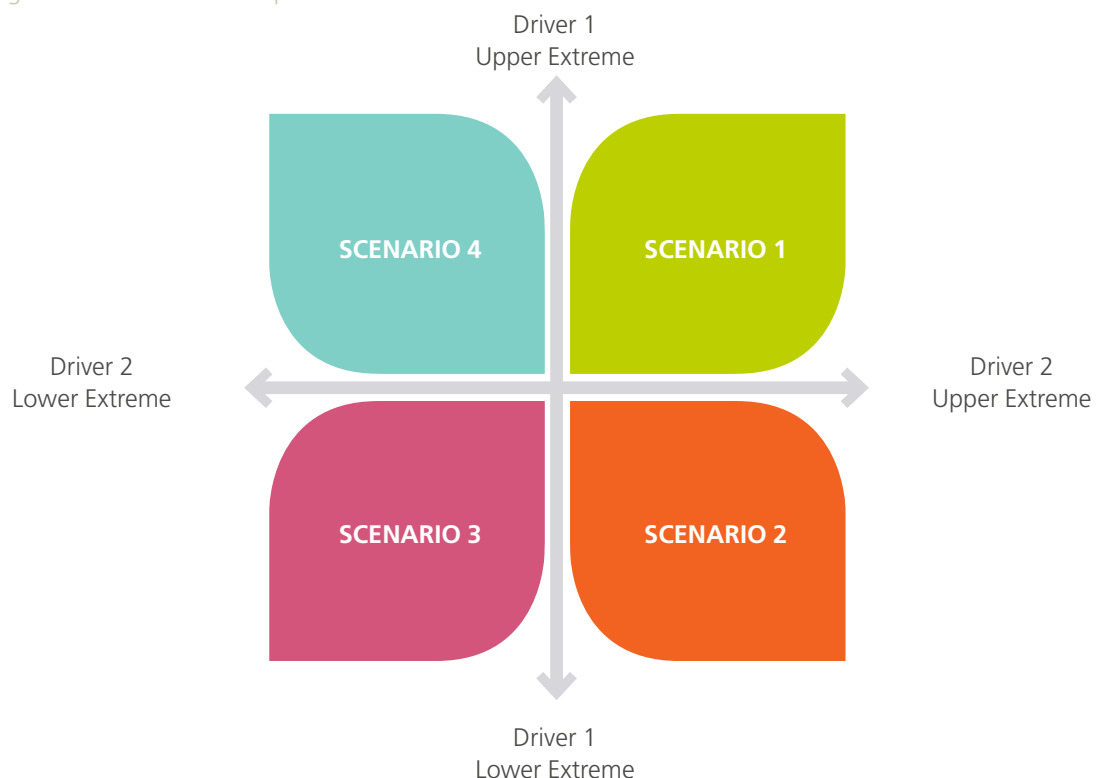 Driver 1
Upper Extreme
SCENARIO 4
SCENARIO 1
Driver 2
Lower Extreme
Driver 2
Upper Extreme
SCENARIO 3
SCENARIO 2
Driver 1
Lower Extreme